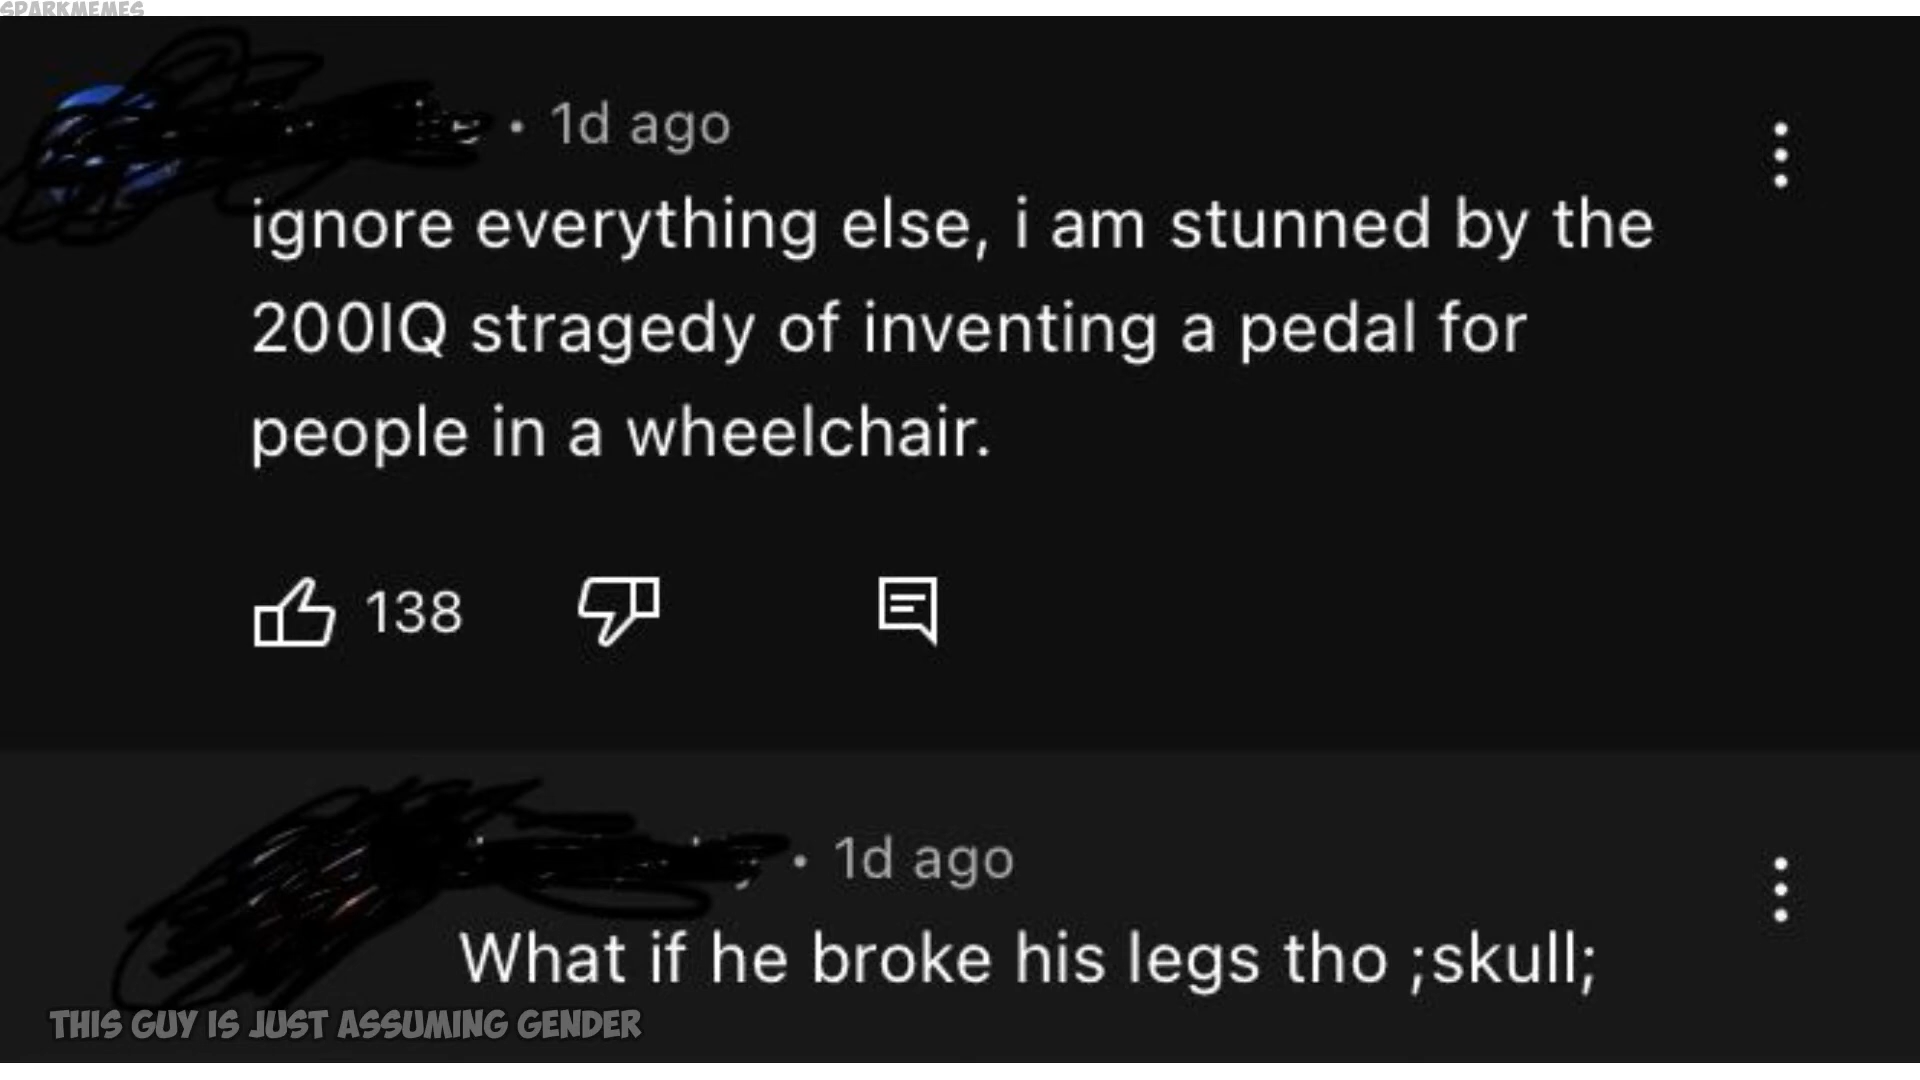 SPARKMEMES
• 1d ago
ignore everything else, i am stunned by the
200IQ stragedy of inventing a pedal for
people in a wheelchair.
138
• 1d ago
What if he broke his legs tho ;skull;
THIS GUY IS JUST ASSUMING GENDER